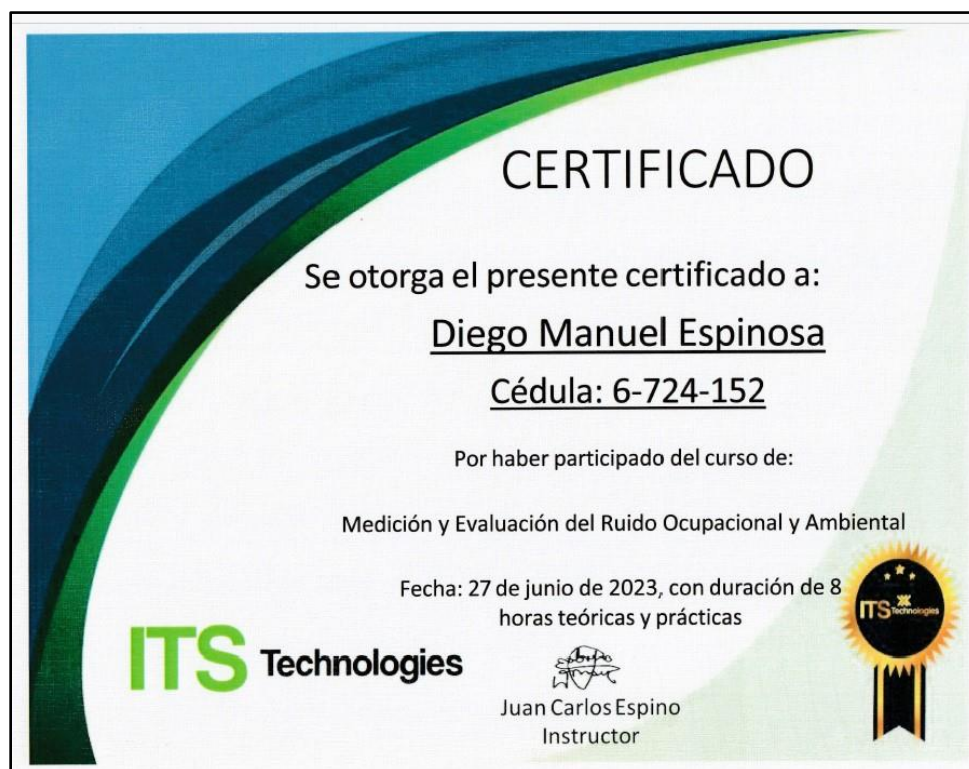 CERTIFICADO
Se otorga el presente certificado a:
Diego Manuel Espinosa
Cédula: 6-724-152
Por haber participado del curso de:
Medición y Evaluación del Ruido Ocupacional y Ambiental
Fecha: 27 de junio de 2023, con duración de 8
horas teóricas y prácticas
ITS Technologies
ITS Technologies
Juan Carlos Espino
Instructor